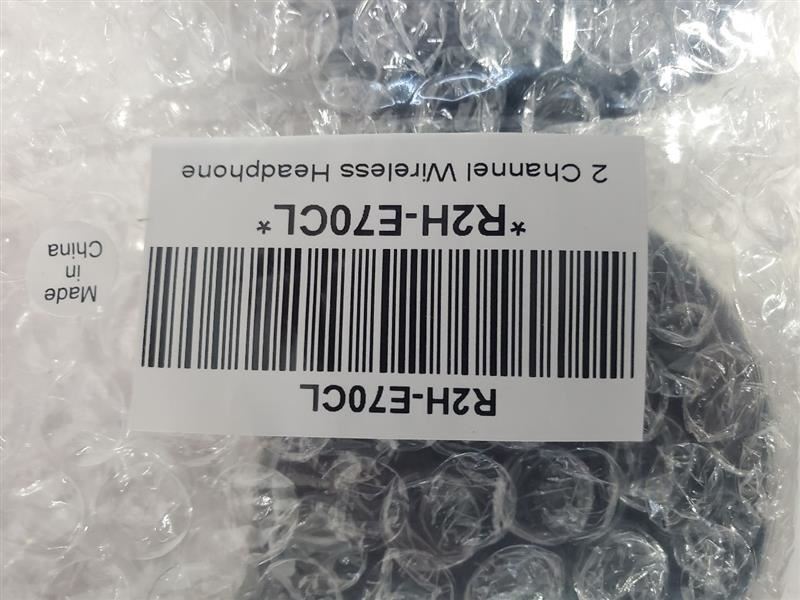 R2H-E70CL
*R2H-E70CL*
2 Channel Wireless Headphone
Made
in
China